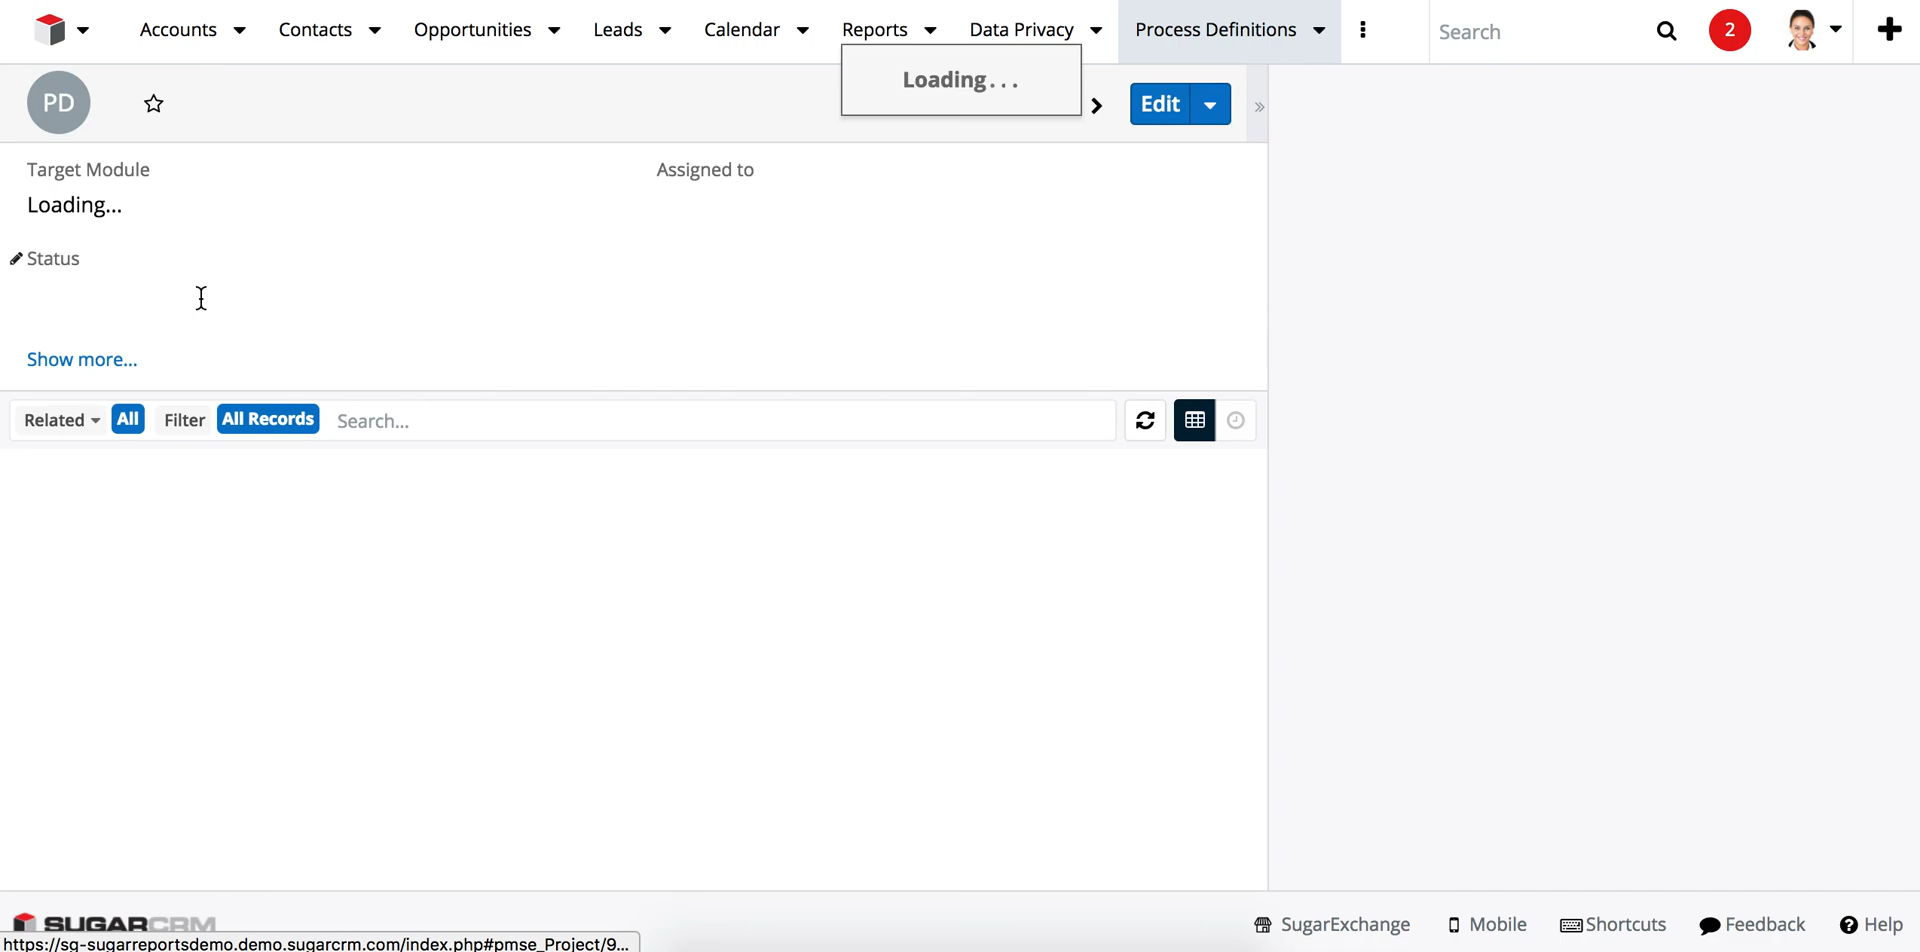 Accounts Contacts Opportunities Leads Calendar Reports Data Privacy Process Definitions Search 2
Loading...
PD Edit »
Target Module Assigned to
Loading...
Status
Show more...
Related All Filter All Records Search...
SUGARCRM SugarExchange Mobile Shortcuts Feedback Help
https://sg-sugarreportsdemo.demo.sugarcrm.com/index.php#pmse_Project/9...